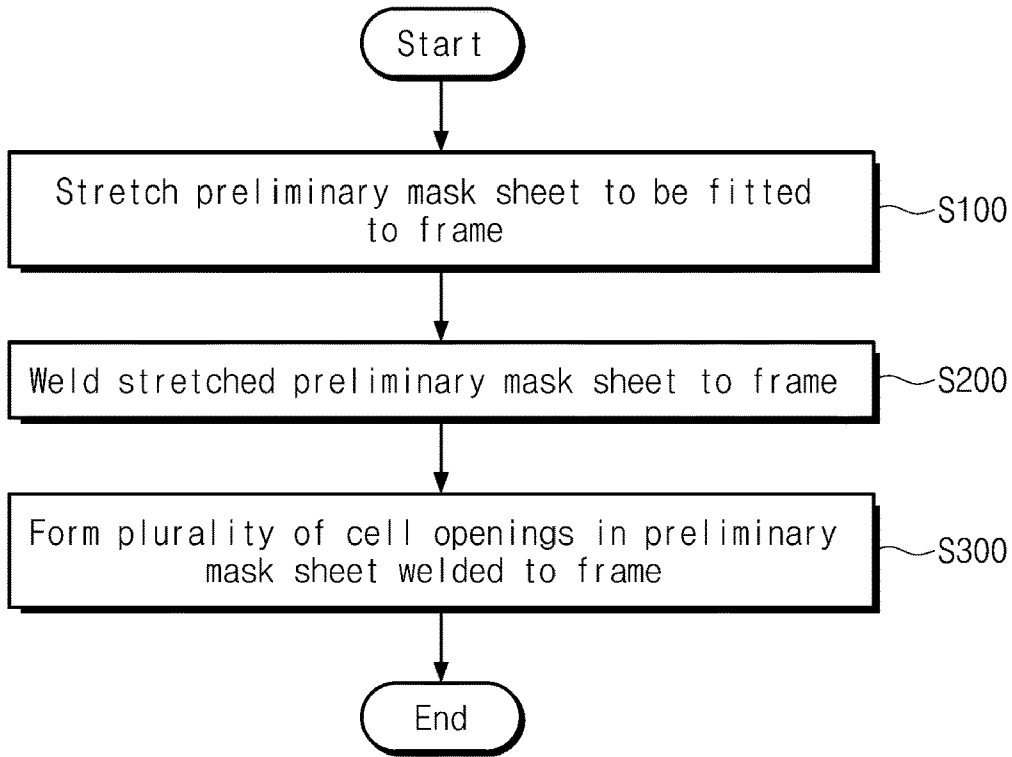 Start
Stretch preliminary mask sheet to be fitted
to frame
S100
Weld stretched preliminary mask sheet to frame
S200
Form plurality of cell openings in preliminary
mask sheet welded to frame
S300
End